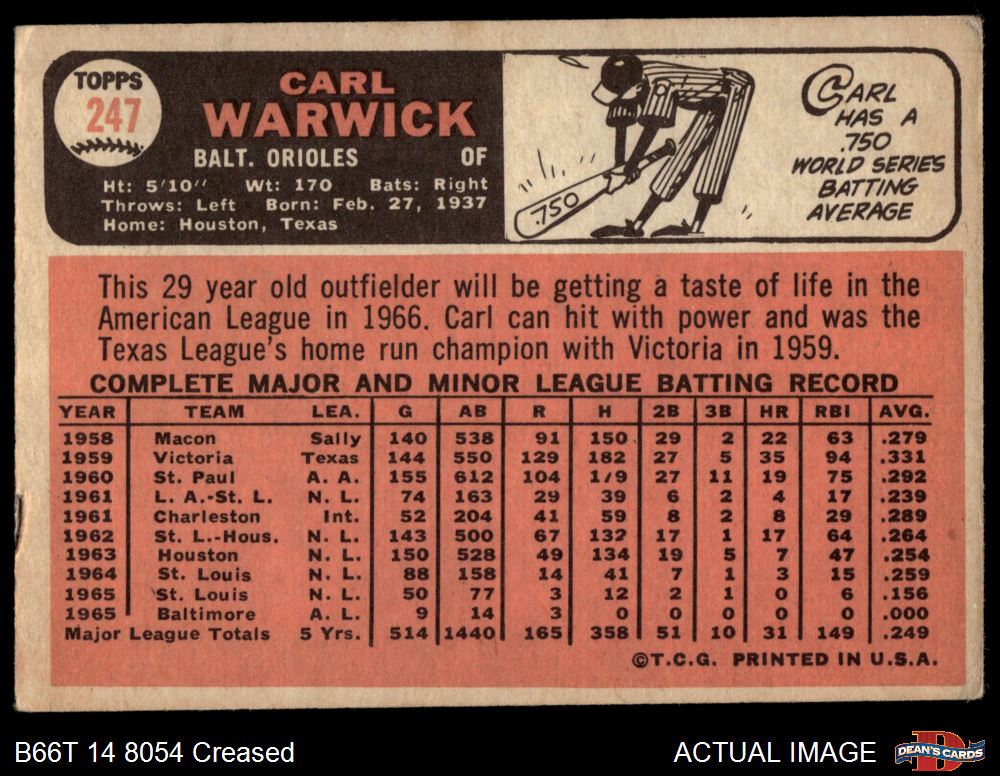 TOPPS
247
CARL
WARWICK
BALT. ORIOLES OF
Ht: 5'10" Wt: 170 Bats: Right
Throws: Left Born: Feb. 27, 1937
Home: Houston, Texas
.750
CARL
HAS A
.750
WORLD SERIES
BATTING
AVERAGE
This 29 year old outfielder will be getting a taste of life in the
American League in 1966. Carl can hit with power and was the
Texas League's home run champion with Victoria in 1959.
COMPLETE MAJOR AND MINOR LEAGUE BATTING RECORD
YEAR TEAM LEA. G AB R H 2B 3B HR RBI AVG.
1958 Macon Sally 140 538 91 150 29 2 22 63 .279
1959 Victoria Texas 144 550 129 182 27 5 35 94 .331
1960 St. Paul A. A. 155 612 104 179 27 11 19 75 .292
1961 L. A.-St. L. N. L. 74 163 29 39 6 2 4 17 .239
1961 Charleston Int. 52 204 41 59 8 2 8 29 .289
1962 St. L.-Hous. N. L. 143 500 67 132 17 1 17 64 .264
1963 Houston N. L. 150 528 49 134 19 5 7 47 .254
1964 St. Louis N. L. 88 158 14 41 7 1 3 15 .259
1965 St. Louis N. L. 50 77 3 12 2 1 0 6 .156
1965 Baltimore A. L. 9 14 3 0 0 0 0 0 .000
Major League Totals 5 Yrs. 514 1440 165 358 51 10 31 149 .249
©T.C.G. PRINTED IN U.S.A.
B66T 14 8054 Creased ACTUAL IMAGE
D
DEAN'S CARDS